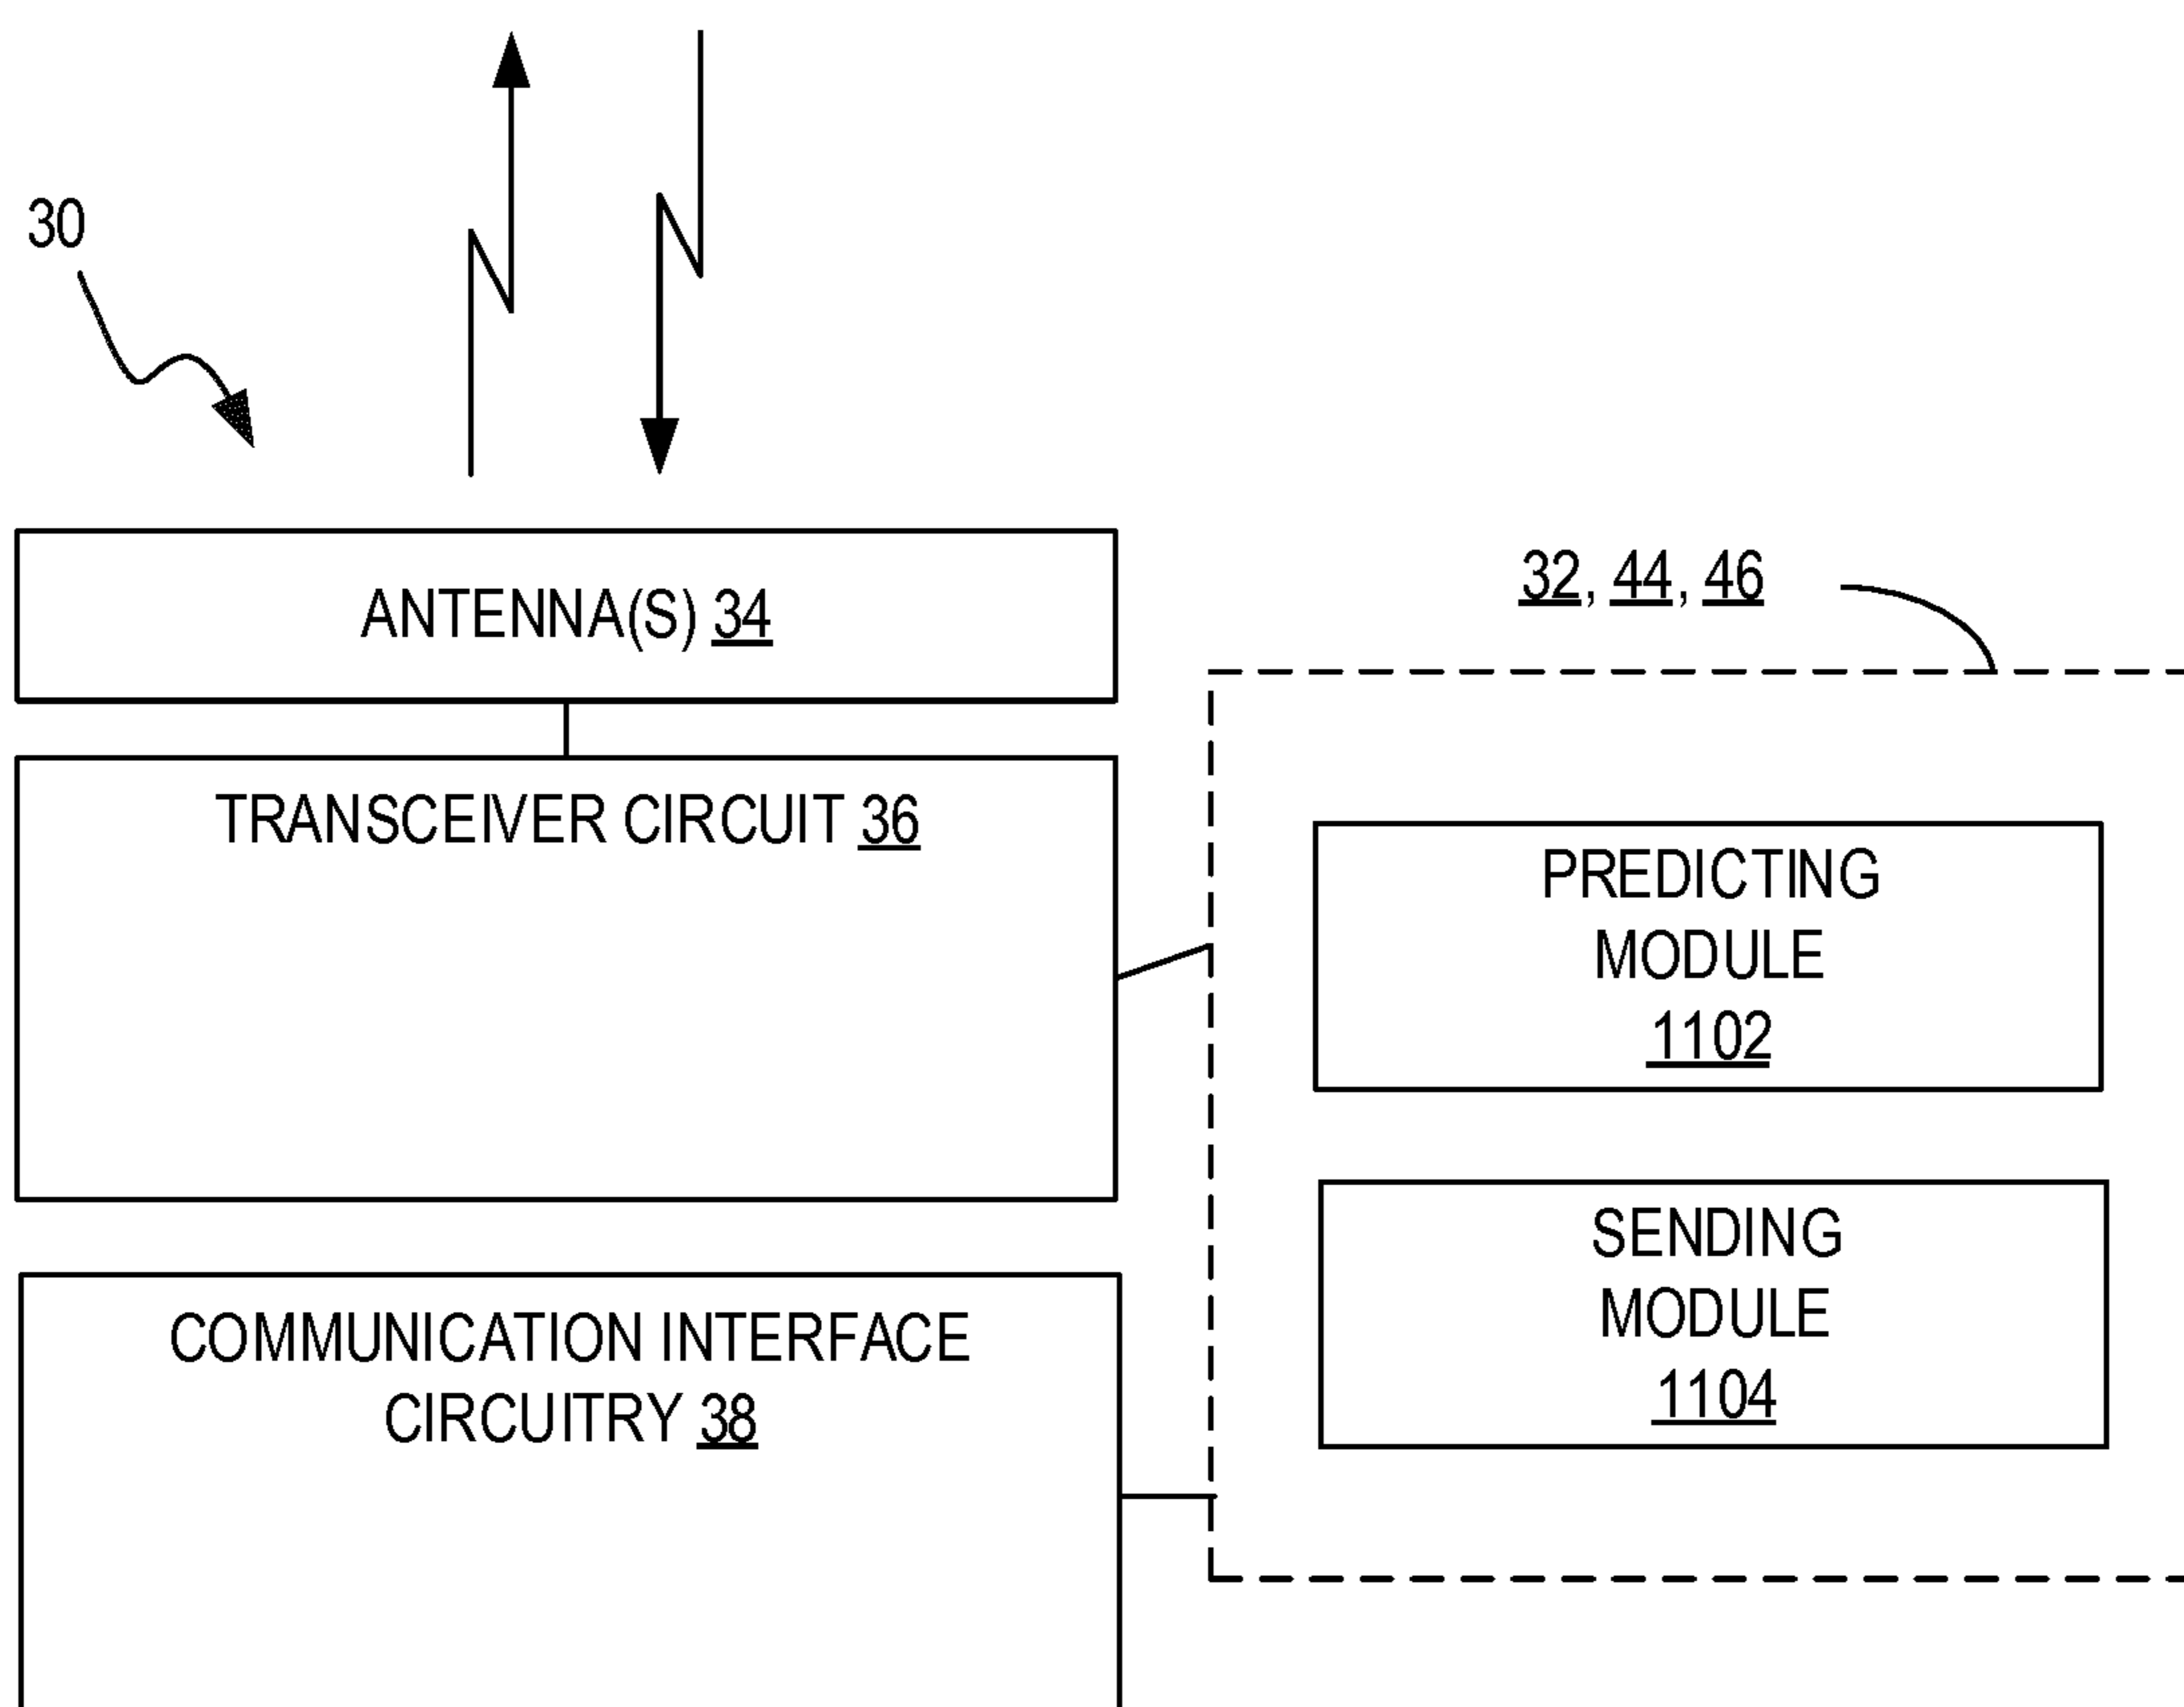 30
ANTENNA(S) 34
32, 44, 46
TRANSCEIVER CIRCUIT 36
PREDICTING
MODULE
1102
SENDING
MODULE
1104
COMMUNICATION INTERFACE
CIRCUITRY 38